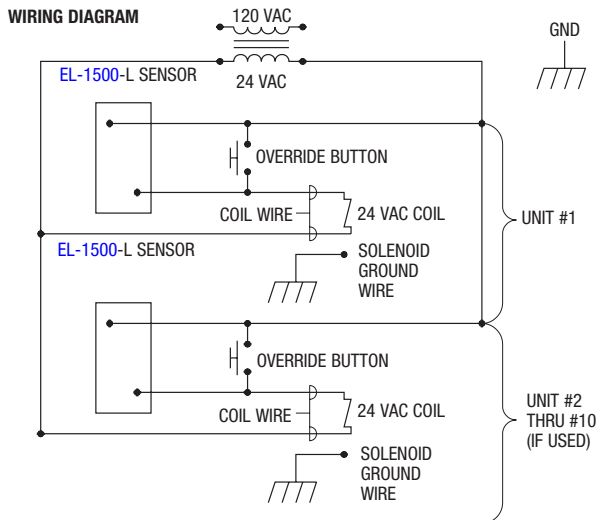 WIRING DIAGRAM
120 VAC
GND
EL-1500-L SENSOR
24 VAC
OVERRIDE BUTTON
COIL WIRE
24 VAC COIL
UNIT #1
EL-1500-L SENSOR
SOLENOID
GROUND
WIRE
OVERRIDE BUTTON
COIL WIRE
24 VAC COIL
UNIT #2
THRU #10
(IF USED)
SOLENOID
GROUND
WIRE